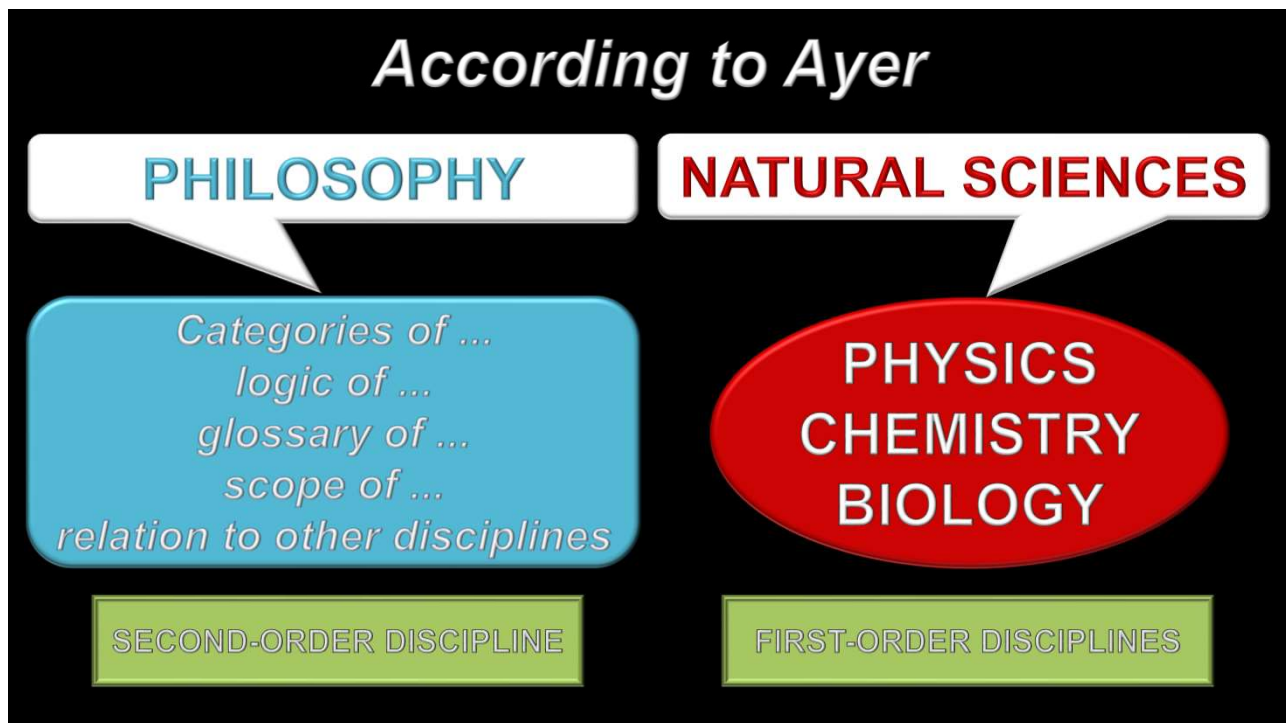 According to Ayer
PHILOSOPHY
Categories of ...
logic of ...
glossary of ...
scope of ...
relation to other disciplines
SECOND-ORDER DISCIPLINE
NATURAL SCIENCES
PHYSICS
CHEMISTRY
BIOLOGY
FIRST-ORDER DISCIPLINES